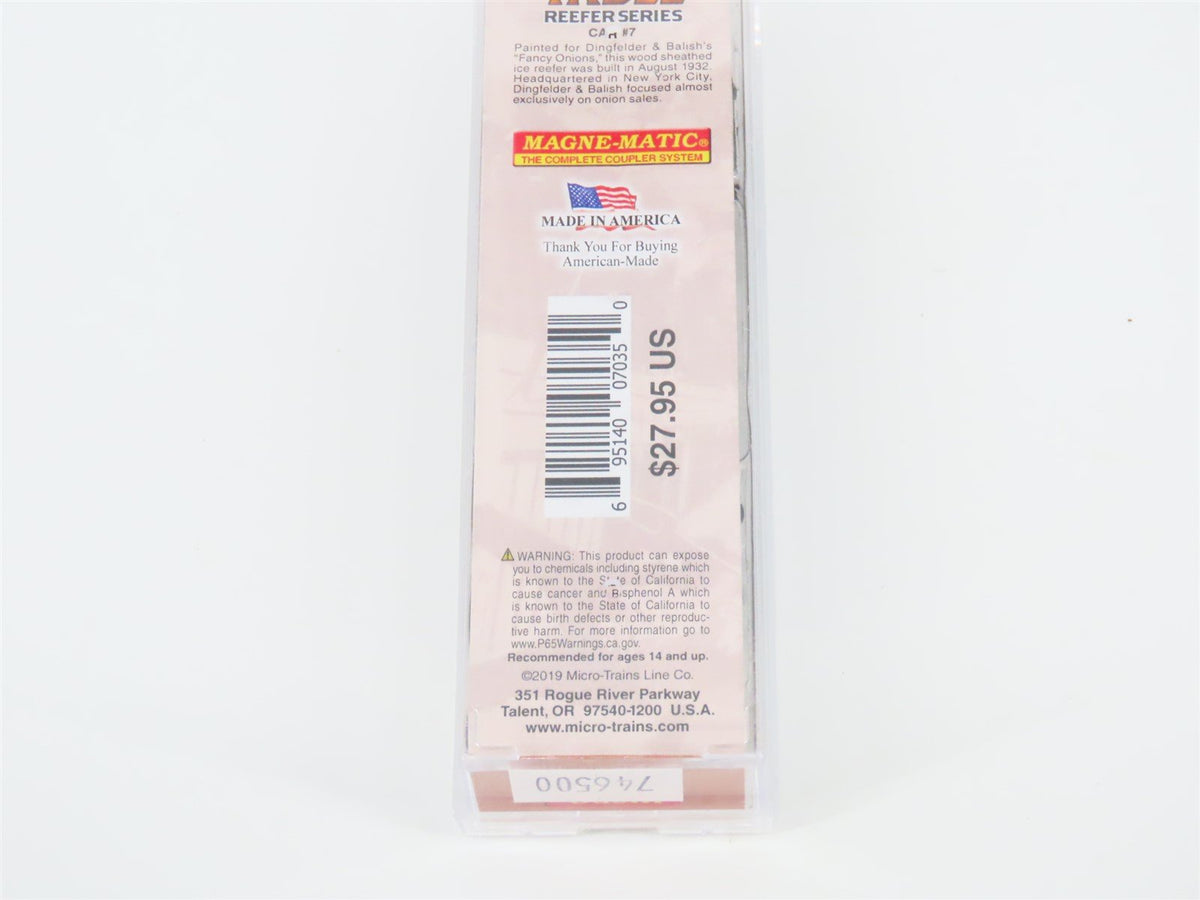 REEFER SERIES
CAR #7
Painted for Dingfelder & Balish's
"Fancy Onions," this wood sheathed
ice reefer was built in August 1932.
Headquartered in New York City,
Dingfelder & Balish focused almost
exclusively on onion sales.
MAGNE-MATIC®
THE COMPLETE COUPLER SYSTEM
MADE IN AMERICA
Thank You For Buying
American-Made
6 95140 07035 0
$27.95 US
WARNING: This product can expose
you to chemicals including styrene which
is known to the State of California to
cause cancer and Bisphenol A which
is known to the State of California to
cause birth defects or other reproduc-
tive harm. For more information go to
www.P65Warnings.ca.gov.
Recommended for ages 14 and up.
©2019 Micro-Trains Line Co.
351 Rogue River Parkway
Talent, OR 97540-1200 U.S.A.
www.micro-trains.com
746500